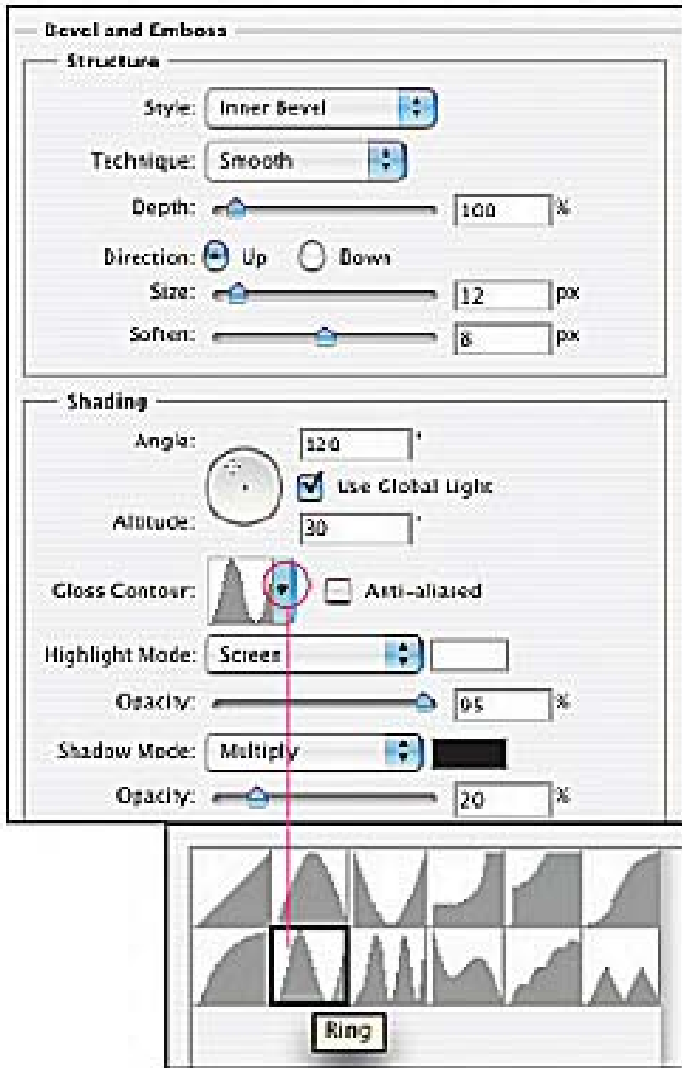 Bevel and Emboss
Structure
Style: Inner Bevel
Technique: Smooth
Depth: 100 %
Direction: Up Down
Size: 12 px
Soften: 8 px
Shading
Angle: 120 °
Use Global Light
Altitude: 30 °
Gloss Contour: Anti-aliased
Highlight Mode: Screen
Opacity: 95 %
Shadow Mode: Multiply
Opacity: 20 %
Ring